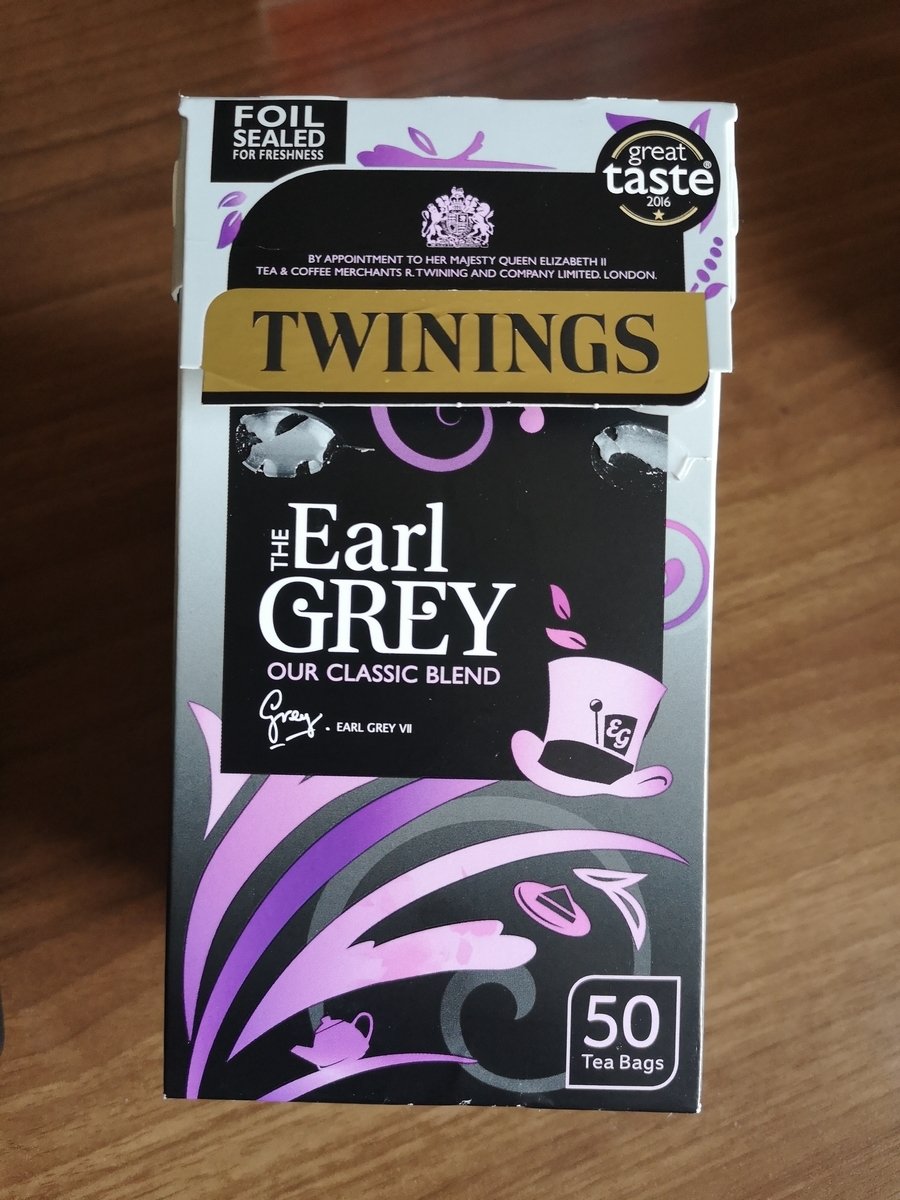 FOIL
SEALED
FOR FRESHNESS
great
taste®
2016
BY APPOINTMENT TO HER MAJESTY QUEEN ELIZABETH II
TEA & COFFEE MERCHANTS R. TWINING AND COMPANY LIMITED. LONDON.
TWININGS
THE Earl
GREY
OUR CLASSIC BLEND
Grey. EARL GREY VII
EG
50
Tea Bags